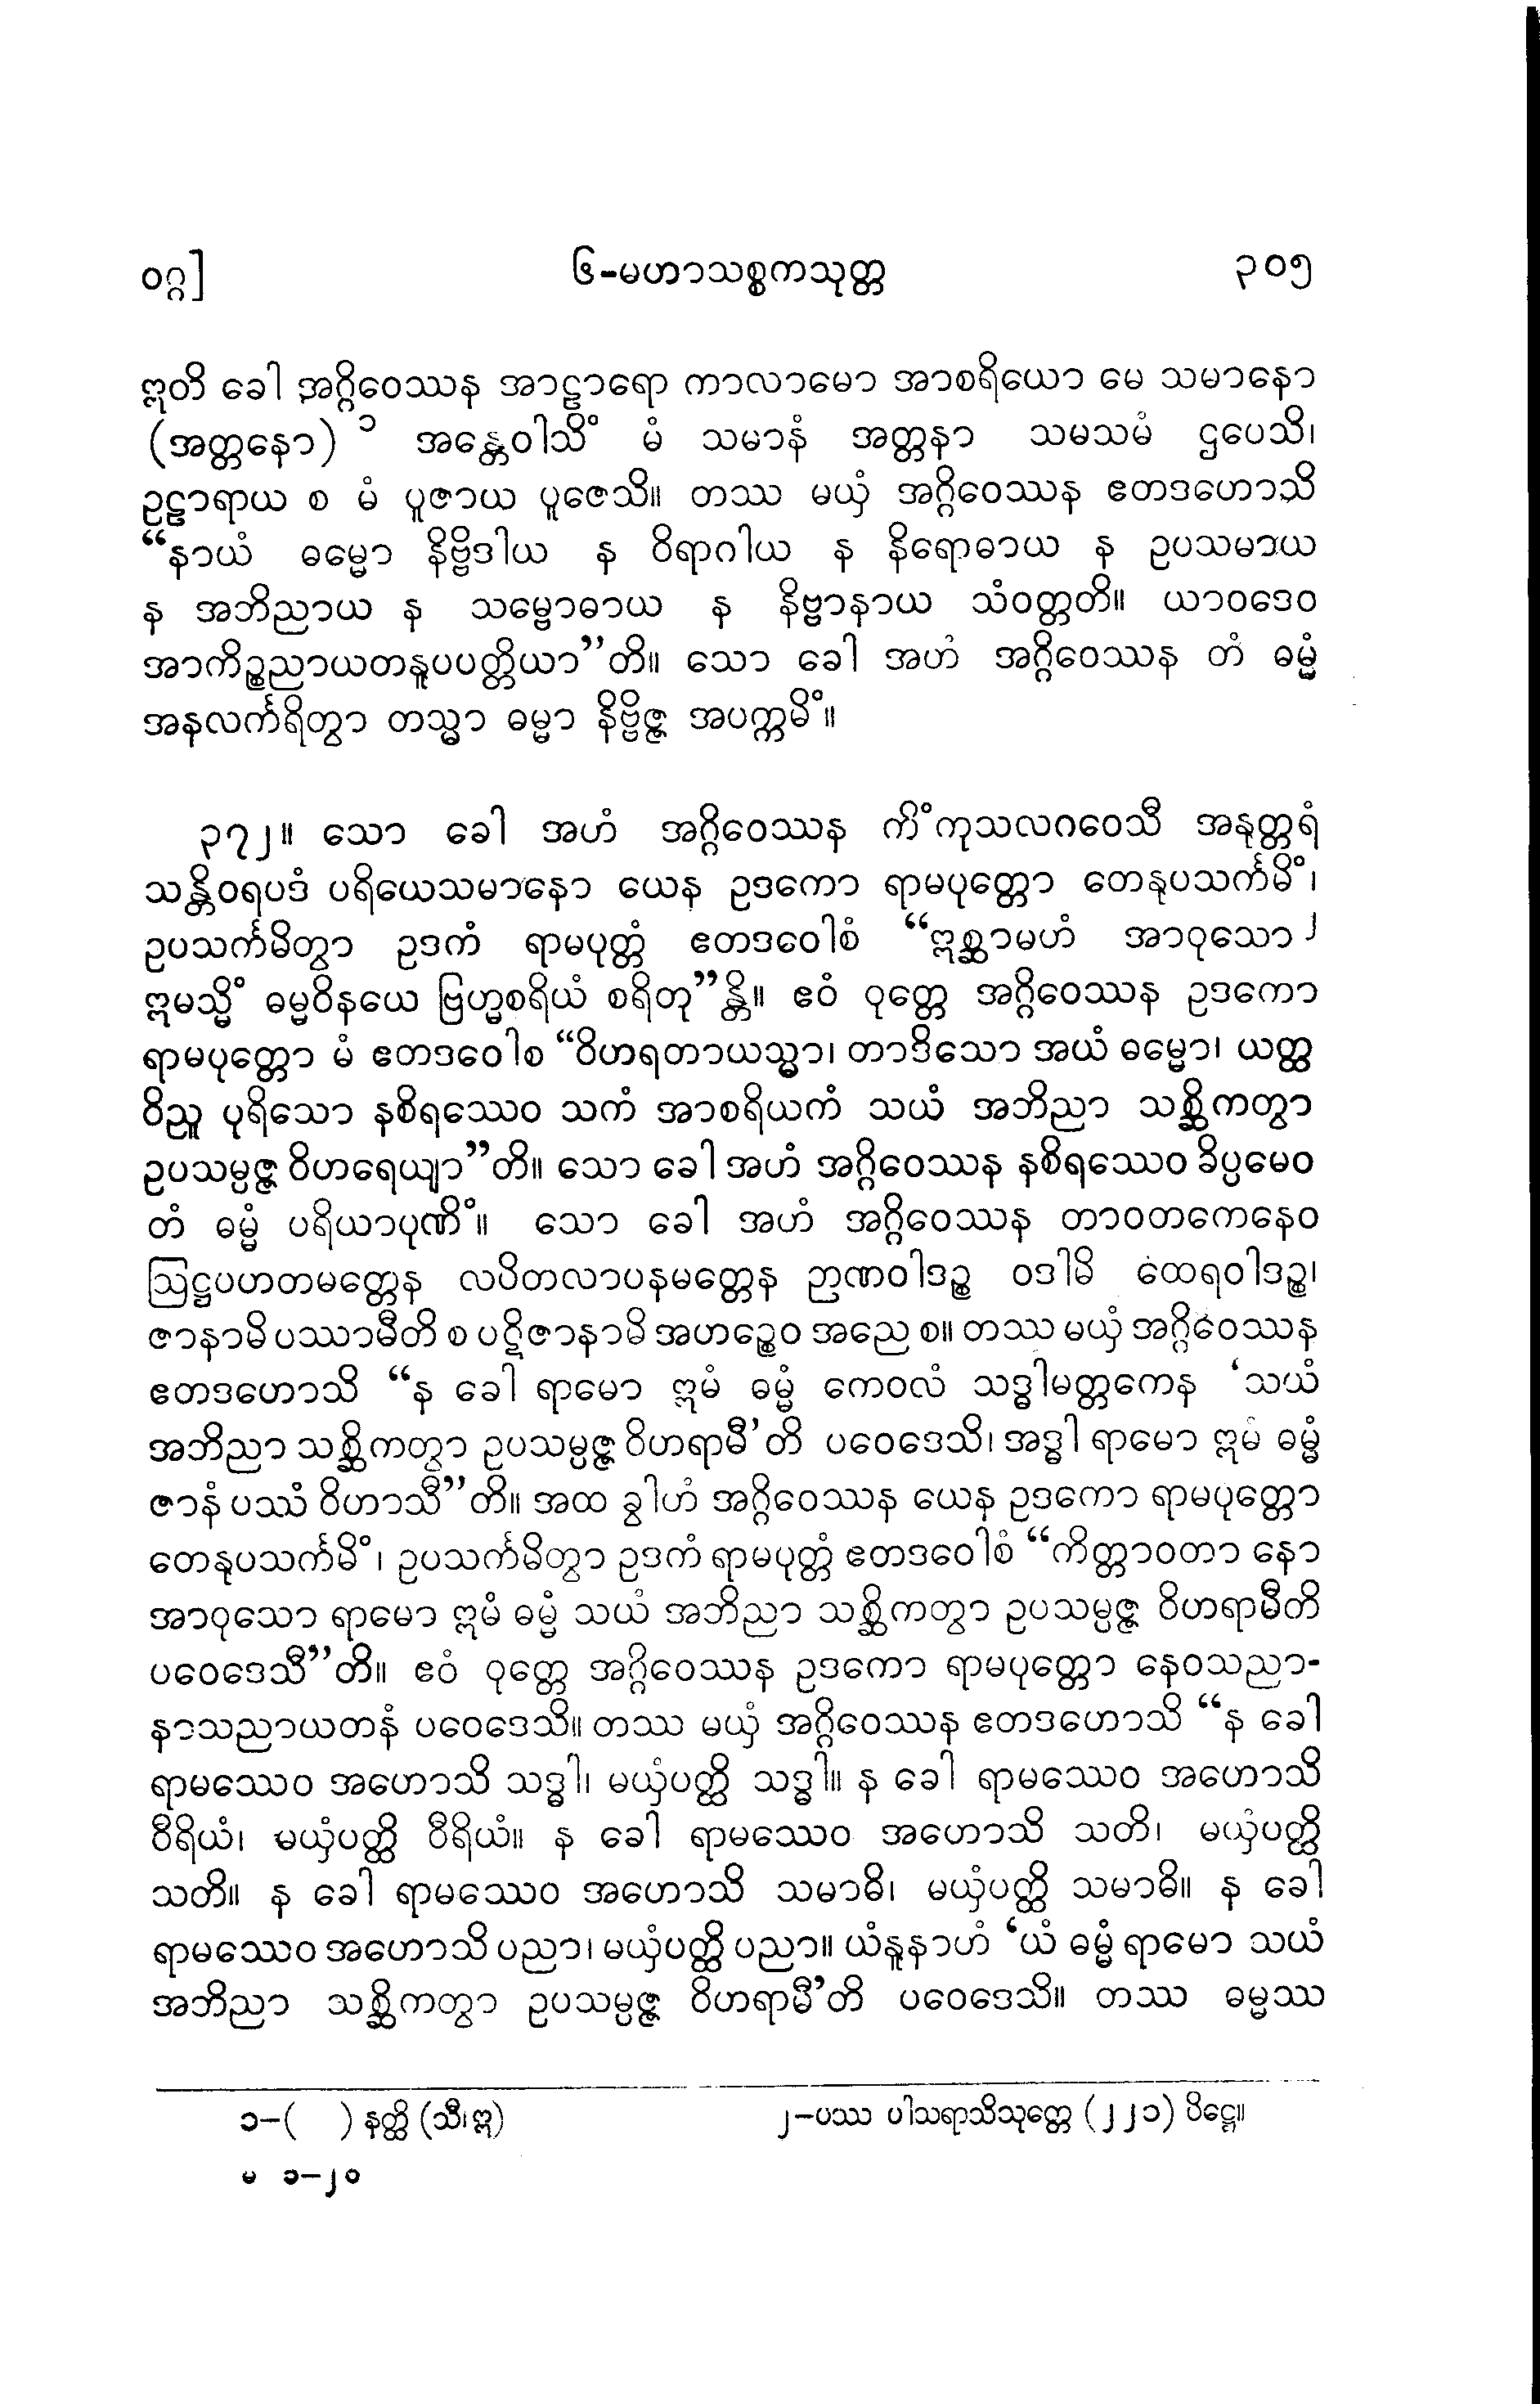 ဝဂ္ဂ]
၆-မဟာသစ္စကသုတ္တ
၃၀၅
ဣတိ ခေါ အဂ္ဂိဝေဿန အာဠာရော ကာလာမော အာစရိယော မေ သမာနော
(အတ္တနော) ၁ အန္တေဝါသိံ မံ သမာနံ အတ္တနာ သမသမံ ဌပေသိ၊
ဥဠာရာယ စ မံ ပူဇာယ ပူဇေသိ။ တဿ မယှံ အဂ္ဂိဝေဿန ဧတဒဟောသိ
“နာယံ ဓမ္မော နိဗ္ဗိဒါယ န ဝိရာဂါယ န နိရောဓာယ န ဥပသမာယ
န အဘိညာယ န သမ္ဗောဓာယ န နိဗ္ဗာနာယ သံဝတ္တတိ။ ယာဝဒေဝ
အာကိဉ္စညာယတနူပပတ္တိယာ”တိ။ သော ခေါ အဟံ အဂ္ဂိဝေဿန တံ ဓမ္မံ
အနလင်္ကရိတွာ တသ္မာ ဓမ္မာ နိဗ္ဗိဇ္ဇ အပက္ကမိံ။
၃၇၂။ သော ခေါ အဟံ အဂ္ဂိဝေဿန ကိံကုသလဂဝေသီ အနုတ္တရံ
သန္တိဝရပဒံ ပရိယေသမာနော ယေန ဥဒကော ရာမပုတ္တော တေနုပသင်္ကမိံ၊
ဥပသင်္ကမိတွာ ဥဒကံ ရာမပုတ္တံ ဧတဒဝေါစံ “ဣစ္ဆာမဟံ အာဝုသော ၂
ဣမသ္မိံ ဓမ္မဝိနယေ ဗြဟ္မစရိယံ စရိတု”န္တိ။ ဧဝံ ဝုတ္တေ အဂ္ဂိဝေဿန ဥဒကော
ရာမပုတ္တော မံ ဧတဒဝေါစ “ဝိဟရတာယသ္မာ၊ တာဒိသော အယံ ဓမ္မော၊ ယတ္ထ
ဝိညူ ပုရိသော နစိရဿေဝ သကံ အာစရိယကံ သယံ အဘိညာ သစ္ဆိကတွာ
ဥပသမ္ပဇ္ဇ ဝိဟရေယျာ”တိ။ သော ခေါ အဟံ အဂ္ဂိဝေဿန နစိရဿေဝ ခိပ္ပမေဝ
တံ ဓမ္မံ ပရိယာပုဏိံ။ သော ခေါ အဟံ အဂ္ဂိဝေဿန တာဝတကေနေဝ
ဩဋ္ဌပဟတမတ္တေန လပိတလာပနမတ္တေန ဉာဏဝါဒဉ္စ ဝဒါမိ ထေရဝါဒဉ္စ၊
ဇာနာမိ ပဿာမီတိ စ ပဋိဇာနာမိ အဟဉ္စေဝ အညေ စ။ တဿ မယှံ အဂ္ဂိဝေဿန
ဧတဒဟောသိ “န ခေါ ရာမော ဣမံ ဓမ္မံ ကေဝလံ သဒ္ဓါမတ္တကေန ‘သယံ
အဘိညာ သစ္ဆိကတွာ ဥပသမ္ပဇ္ဇ ဝိဟရာမီ’တိ ပဝေဒေသိ၊ အဒ္ဓါ ရာမော ဣမံ ဓမ္မံ
ဇာနံ ပဿံ ဝိဟာသီ”တိ။ အထ ခွါဟံ အဂ္ဂိဝေဿန ယေန ဥဒကော ရာမပုတ္တော
တေနုပသင်္ကမိံ၊ ဥပသင်္ကမိတွာ ဥဒကံ ရာမပုတ္တံ ဧတဒဝေါစံ “ကိတ္တာဝတာ နော
အာဝုသော ရာမော ဣမံ ဓမ္မံ သယံ အဘိညာ သစ္ဆိကတွာ ဥပသမ္ပဇ္ဇ ဝိဟရာမီတိ
ပဝေဒေသီ”တိ။ ဧဝံ ဝုတ္တေ အဂ္ဂိဝေဿန ဥဒကော ရာမပုတ္တော နေဝသညာ-
နာသညာယတနံ ပဝေဒေသိ။ တဿ မယှံ အဂ္ဂိဝေဿန ဧတဒဟောသိ “န ခေါ
ရာမဿေဝ အဟောသိ သဒ္ဓါ၊ မယှံပတ္ထိ သဒ္ဓါ။ န ခေါ ရာမဿေဝ အဟောသိ
ဝီရိယံ၊ မယှံပတ္ထိ ဝီရိယံ။ န ခေါ ရာမဿေဝ အဟောသိ သတိ၊ မယှံပတ္ထိ
သတိ။ န ခေါ ရာမဿေဝ အဟောသိ သမာဓိ၊ မယှံပတ္ထိ သမာဓိ။ န ခေါ
ရာမဿေဝ အဟောသိ ပညာ၊ မယှံပတ္ထိ ပညာ။ ယံနူနာဟံ ‘ယံ ဓမ္မံ ရာမော သယံ
အဘိညာ သစ္ဆိကတွာ ဥပသမ္ပဇ္ဇ ဝိဟရာမီ’တိ ပဝေဒေသိ။ တဿ ဓမ္မဿ
၁-( ) နတ္ထိ (သီ၊ဣ)
၂-ပဿ ပါသရာသိသုတ္တေ (၂၂၁) ပိဋ္ဌေ။
မ ၁-၂၀